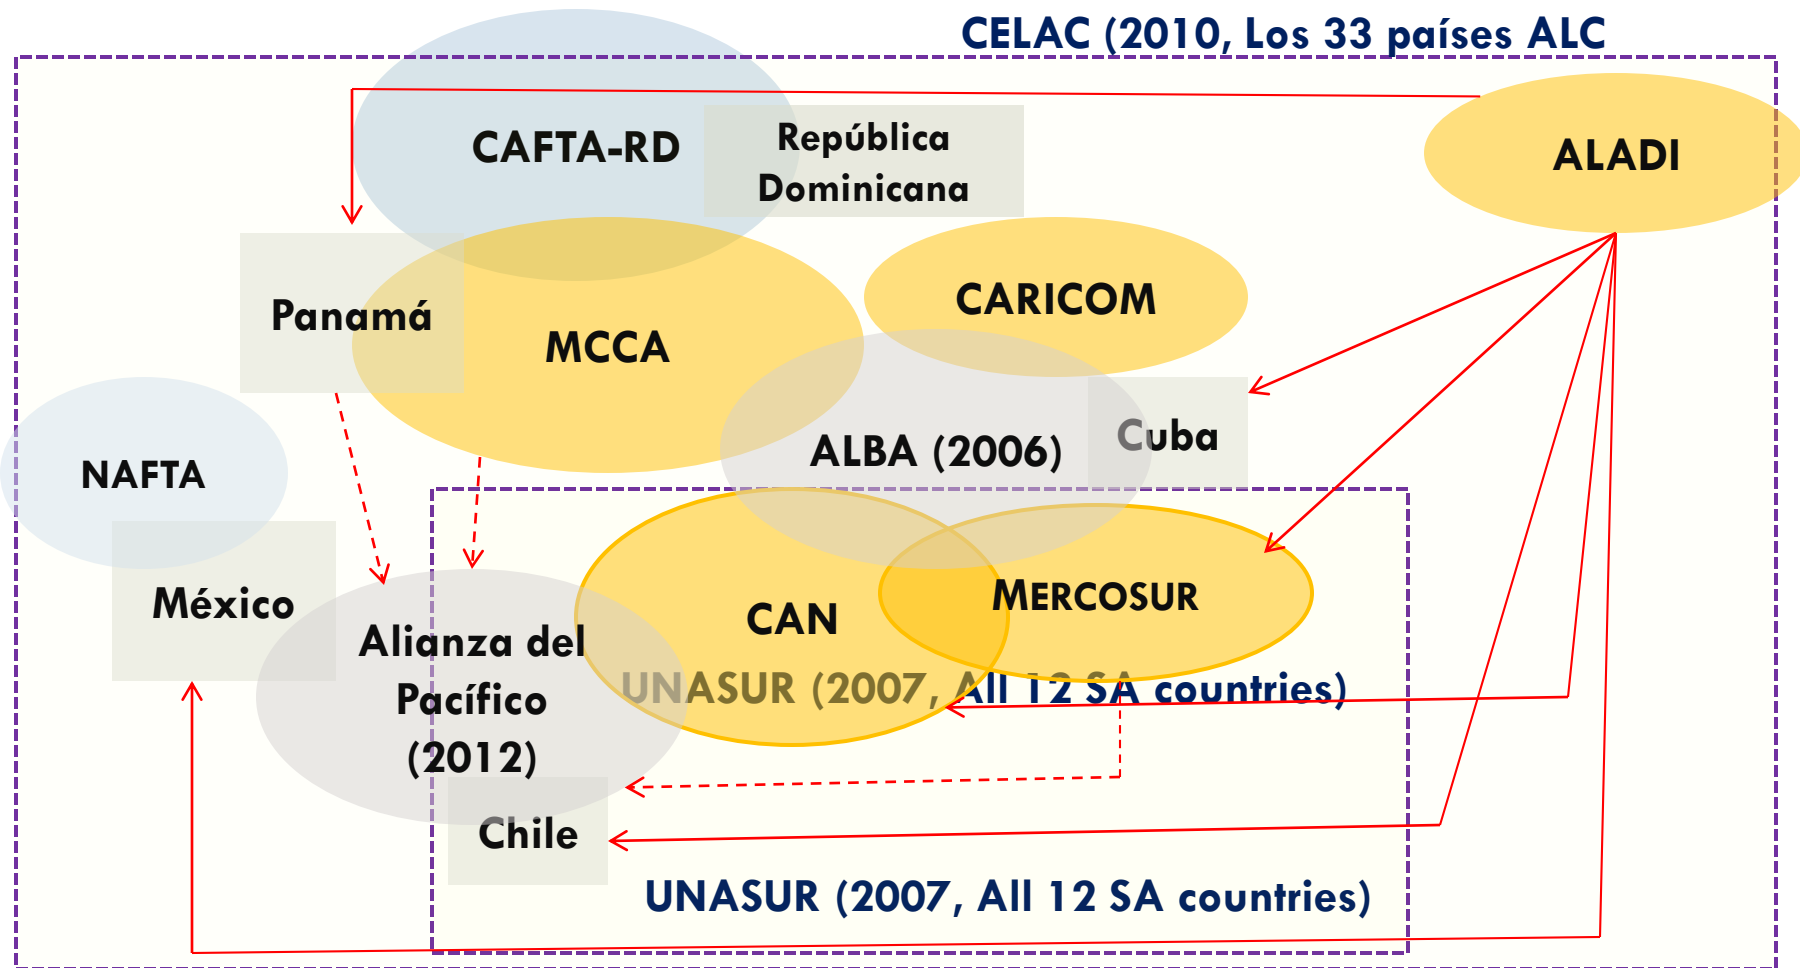 CELAC (2010, Los 33 países ALC
CAFTA-RD
República
Dominicana
ALADI
Panamá
MCCA
CARICOM
NAFTA
ALBA (2006)
Cuba
México
Alianza del
Pacífico
(2012)
CAN
MERCOSUR
UNASUR (2007, All 12 SA countries)
Chile
UNASUR (2007, All 12 SA countries)